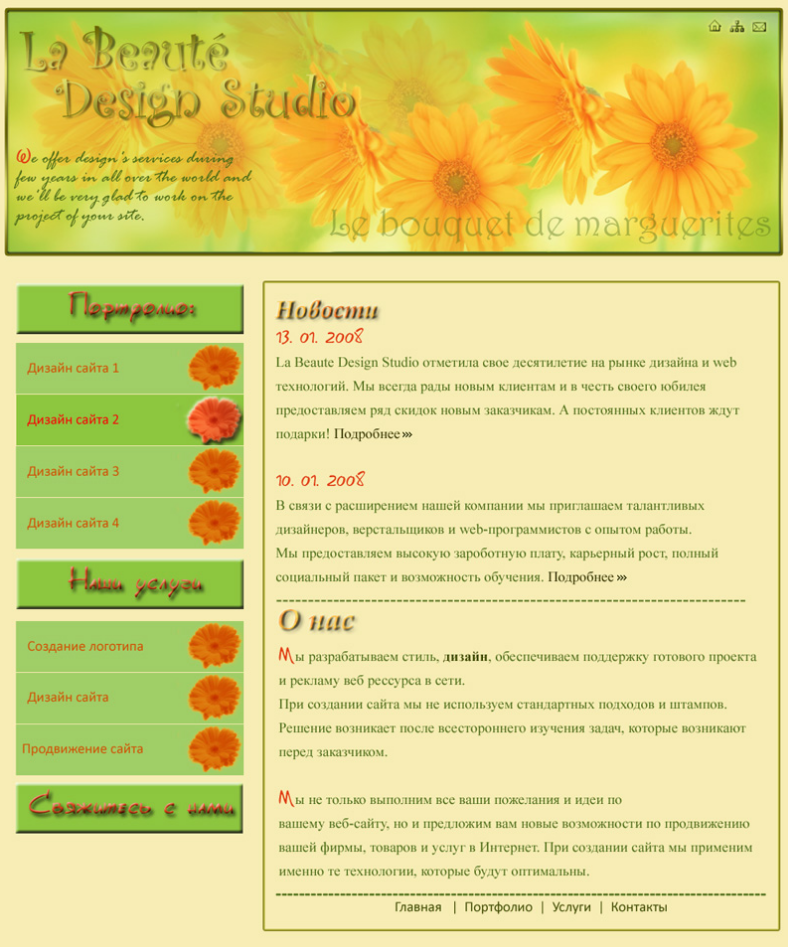 La Beauté
Design Studio
We offer design's services during
few years in all over the world and
we'll be very glad to work on the
project of your site.
Le bouquet de marguerites
Портфолио:
Дизайн сайта 1
Дизайн сайта 2
Дизайн сайта 3
Дизайн сайта 4
Наши услуги
Создание логотипа
Дизайн сайта
Продвижение сайта
Свяжитесь с нами
Новости
13. 01. 2008
La Beaute Design Studio отметила свое десятилетие на рынке дизайна и web
технологий. Мы всегда рады новым клиентам и в честь своего юбилея
предоставляем ряд скидок новым заказчикам. А постоянных клиентов ждут
подарки! Подробнее»»
10. 01. 2008
В связи с расширением нашей компании мы приглашаем талантливых
дизайнеров, верстальщиков и web-программистов с опытом работы.
Мы предоставляем высокую зароботную плату, карьерный рост, полный
социальный пакет и возможность обучения. Подробнее»»
О нас
Мы разрабатываем стиль, дизайн, обеспечиваем поддержку готового проекта
и рекламу веб рессурса в сети.
При создании сайта мы не используем стандартных подходов и штампов.
Решение возникает после всестороннего изучения задач, которые возникают
перед заказчиком.
Мы не только выполним все ваши пожелания и идеи по
вашему веб-сайту, но и предложим вам новые возможности по продвижению
вашей фирмы, товаров и услуг в Интернет. При создании сайта мы применим
именно те технологии, которые будут оптимальны.
Главная | Портфолио | Услуги | Контакты